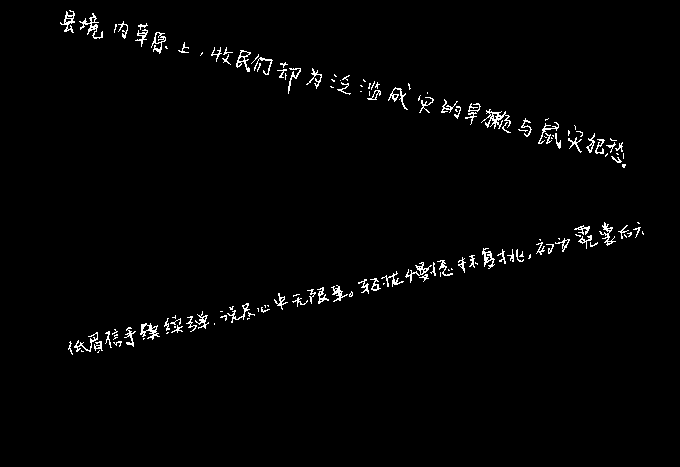 县境内草原上，牧民们却为泛滥成灾的旱獭与鼠灾犯愁。
低眉信手续续弹，说尽心中无限事。轻拢慢捻抹复挑，初为霓裳后六